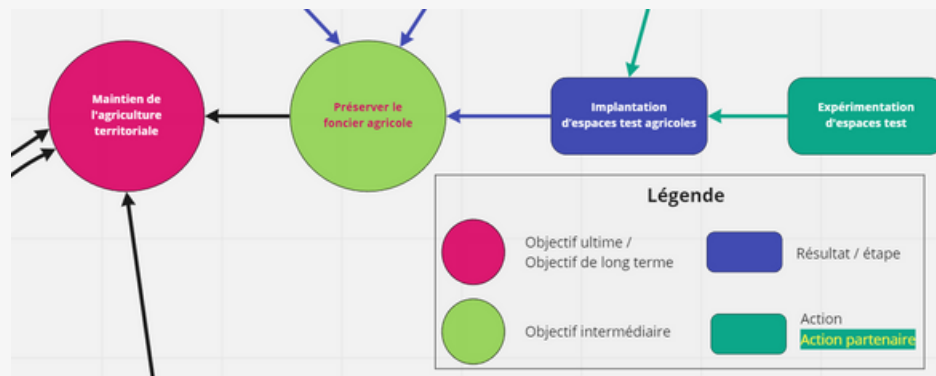 Maintien de
l'agriculture
territoriale
Préserver le
foncier agricole
Implantation
d'espaces test agricoles
Expérimentation
d'espaces test
Légende
Objectif ultime /
Objectif de long terme
Résultat / étape
Objectif intermédiaire
Action
Action partenaire